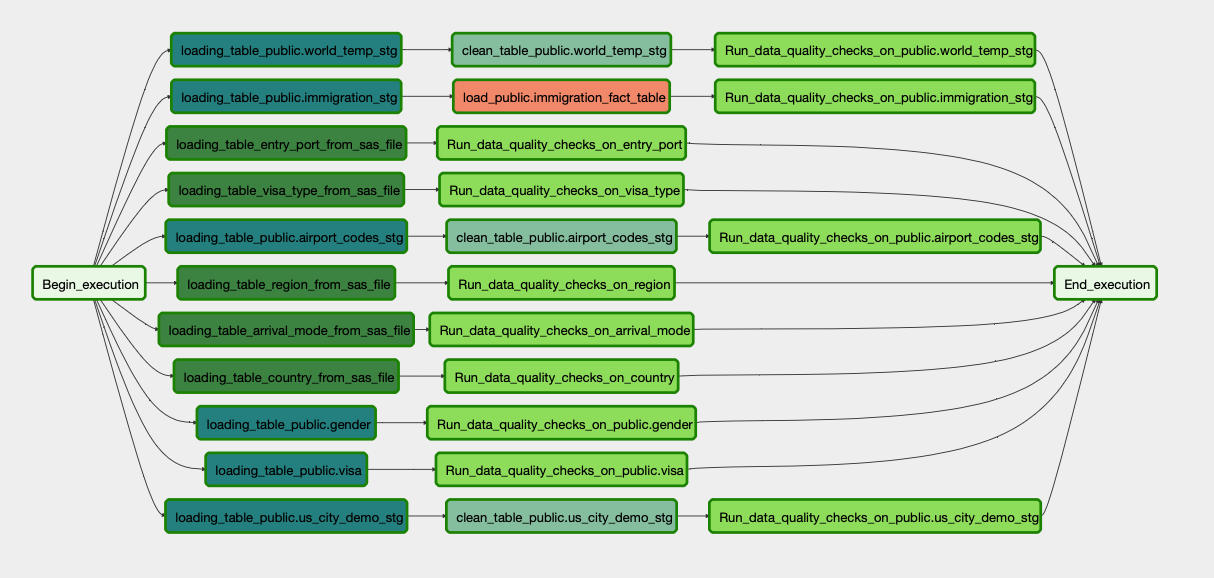 loading_table_public.world_temp_stg
clean_table_public.world_temp_stg
Run_data_quality_checks_on_public.world_temp_stg
loading_table_public.immigration_stg
load_public.immigration_fact_table
Run_data_quality_checks_on_public.immigration_stg
loading_table_entry_port_from_sas_file
Run_data_quality_checks_on_entry_port
loading_table_visa_type_from_sas_file
Run_data_quality_checks_on_visa_type
loading_table_public.airport_codes_stg
clean_table_public.airport_codes_stg
Run_data_quality_checks_on_public.airport_codes_stg
Begin_execution
loading_table_region_from_sas_file
Run_data_quality_checks_on_region
End_execution
loading_table_arrival_mode_from_sas_file
Run_data_quality_checks_on_arrival_mode
loading_table_country_from_sas_file
Run_data_quality_checks_on_country
loading_table_public.gender
Run_data_quality_checks_on_public.gender
loading_table_public.visa
Run_data_quality_checks_on_public.visa
loading_table_public.us_city_demo_stg
clean_table_public.us_city_demo_stg
Run_data_quality_checks_on_public.us_city_demo_stg